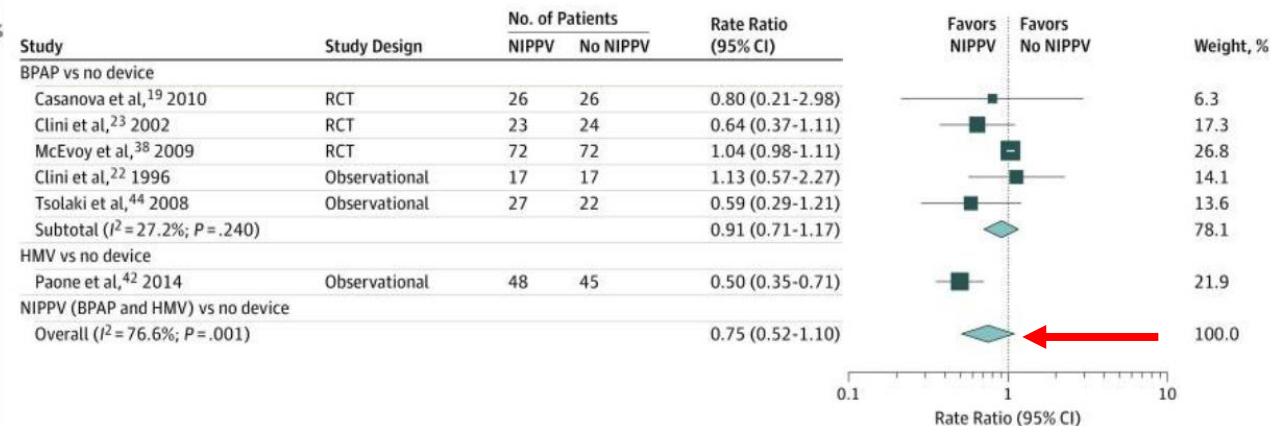 s
No. of Patients Rate Ratio Favors Favors
Study Study Design NIPPV No NIPPV (95% CI) NIPPV No NIPPV Weight, %
BPAP vs no device
Casanova et al,19 2010 RCT 26 26 0.80 (0.21-2.98) 6.3
Clini et al,23 2002 RCT 23 24 0.64 (0.37-1.11) 17.3
McEvoy et al,38 2009 RCT 72 72 1.04 (0.98-1.11) 26.8
Clini et al,22 1996 Observational 17 17 1.13 (0.57-2.27) 14.1
Tsolaki et al,44 2008 Observational 27 22 0.59 (0.29-1.21) 13.6
Subtotal (I2 = 27.2%; P = .240) 0.91 (0.71-1.17) 78.1
HMV vs no device
Paone et al,42 2014 Observational 48 45 0.50 (0.35-0.71) 21.9
NIPPV (BPAP and HMV) vs no device
Overall (I2 = 76.6%; P = .001) 0.75 (0.52-1.10) 100.0
0.1 1 10
Rate Ratio (95% CI)